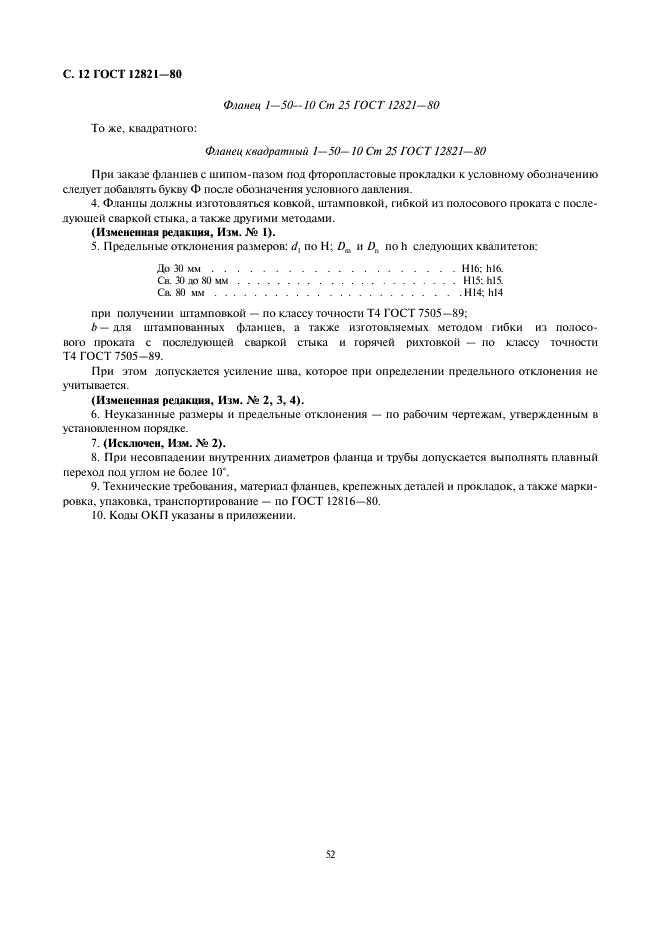 С. 12 ГОСТ 12821—80
Фланец 1—50—10 Ст 25 ГОСТ 12821—80
То же, квадратного:
Фланец квадратный 1—50—10 Ст 25 ГОСТ 12821—80
При заказе фланцев с шипом-пазом под фторопластовые прокладки к условному обозначению
следует добавлять букву Ф после обозначения условного давления.
4. Фланцы должны изготовляться ковкой, штамповкой, гибкой из полосового проката с после-
дующей сваркой стыка, а также другими методами.
(Измененная редакция, Изм. № 1).
5. Предельные отклонения размеров: d₁ по H; Dₘ и Dₙ по h следующих квалитетов:
До 30 мм . . . . . . . . . . . . . . . . . . . . H16; h16.
Св. 30 до 80 мм . . . . . . . . . . . . . . . . . . H15; h15.
Св. 80 мм . . . . . . . . . . . . . . . . . . . . H14; h14
при получении штамповкой — по классу точности Т4 ГОСТ 7505—89;
b — для штампованных фланцев, а также изготовляемых методом гибки из полосо-
вого проката с последующей сваркой стыка и горячей рихтовкой — по классу точности
Т4 ГОСТ 7505—89.
При этом допускается усиление шва, которое при определении предельного отклонения не
учитывается.
(Измененная редакция, Изм. № 2, 3, 4).
6. Неуказанные размеры и предельные отклонения — по рабочим чертежам, утвержденным в
установленном порядке.
7. (Исключен, Изм. № 2).
8. При несовпадении внутренних диаметров фланца и трубы допускается выполнять плавный
переход под углом не более 10°.
9. Технические требования, материал фланцев, крепежных деталей и прокладок, а также марки-
ровка, упаковка, транспортирование — по ГОСТ 12816—80.
10. Коды ОКП указаны в приложении.
52